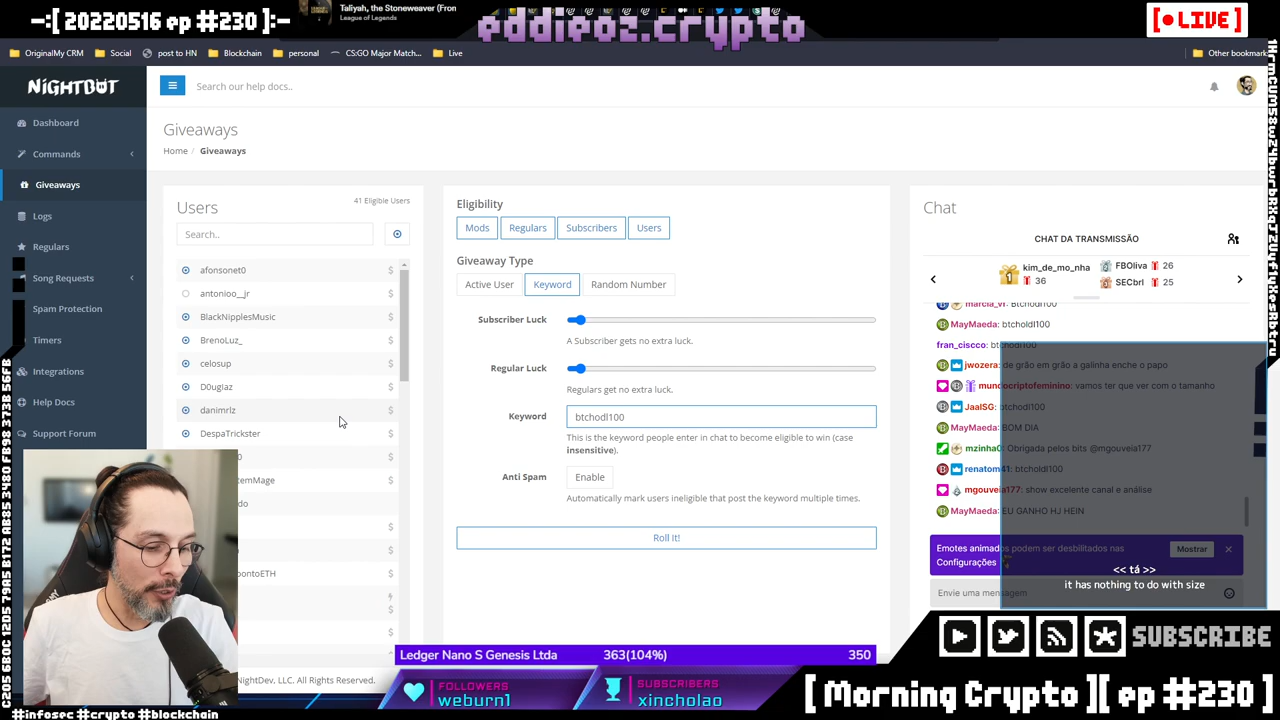 -:[ 20220516 ep #230 ]:-
Taliyah, the Stoneweaver (Fron
League of Legends
eddieoz.crypto
[ • LIVE ]
OriginalMy CRM
Social
post to HN
Blockchain
personal
CS:GO Major Match...
Live
Other bookmark
NiGHTBOT
Search our help docs..
Dashboard
Commands
Giveaways
Logs
Regulars
Song Requests
Spam Protection
Timers
Integrations
Help Docs
Support Forum
Giveaways
Home / Giveaways
Users
41 Eligible Users
Search..
afonsonet0
antonioo__jr
BlackNipplesMusic
BrenoLuz_
celosup
D0ugiaz
danimrlz
DespaTrickster
Eligibility
Mods
Regulars
Subscribers
Users
Giveaway Type
Active User
Keyword
Random Number
Subscriber Luck
A Subscriber gets no extra luck.
Regular Luck
Regulars get no extra luck.
Keyword
btchodl100
This is the keyword people enter in chat to become eligible to win (case
insensitive).
Anti Spam
Enable
Automatically mark users ineligible that post the keyword multiple times.
Roll It!
Chat
CHAT DA TRANSMISSÃO
1
kim_de_mo_nha
36
FBOliva 26
SECbrl 25
marcia_vf: Btchodl100
MayMaeda: btcholdl100
fran_ciscco: btchodl100
jwozera: de grão em grão a galinha enche o papo
mundocriptofeminino: vamos ter que ver com o tamanho
JaalSG: btchodl100
MayMaeda: BOM DIA
mzinha0: Obrigada pelos bits @mgouveia177
renatom41: btchodl100
mgouveia177: show excelente canal e análise
MayMaeda: EU GANHO HJ HEIN
Emotes animados podem ser desbilitados nas
Configurações
Mostrar
Envie uma mensagem
<< tá >>
it has nothing to do with size
NightDev, LLC. All Rights Reserved.
Ledger Nano S Genesis Ltda 363(104%) 350
FOLLOWERS
weburn1
SUBSCRIBERS
xincholao
SUBSCRIBE
[ Morning Crypto ][ ep #230 ]
#infosec #crypto #blockchain